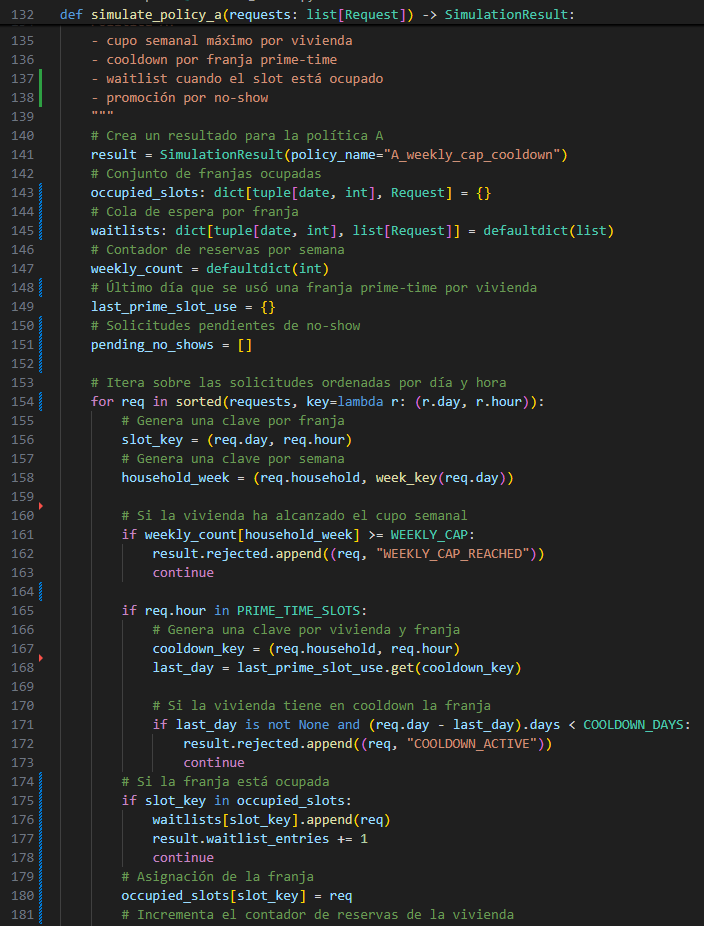 132 def simulate_policy_a(requests: list[Request]) -> SimulationResult:
135 - cupo semanal máximo por vivienda
136 - cooldown por franja prime-time
137 - waitlist cuando el slot está ocupado
138 - promoción por no-show
139 """
140 # Crea un resultado para la política A
141 result = SimulationResult(policy_name="A_weekly_cap_cooldown")
142 # Conjunto de franjas ocupadas
143 occupied_slots: dict[tuple[date, int], Request] = {}
144 # Cola de espera por franja
145 waitlists: dict[tuple[date, int], list[Request]] = defaultdict(list)
146 # Contador de reservas por semana
147 weekly_count = defaultdict(int)
148 # Último día que se usó una franja prime-time por vivienda
149 last_prime_slot_use = {}
150 # Solicitudes pendientes de no-show
151 pending_no_shows = []
152
153 # Itera sobre las solicitudes ordenadas por día y hora
154 for req in sorted(requests, key=lambda r: (r.day, r.hour)):
155 # Genera una clave por franja
156 slot_key = (req.day, req.hour)
157 # Genera una clave por semana
158 household_week = (req.household, week_key(req.day))
159
160 # Si la vivienda ha alcanzado el cupo semanal
161 if weekly_count[household_week] >= WEEKLY_CAP:
162 result.rejected.append((req, "WEEKLY_CAP_REACHED"))
163 continue
164
165 if req.hour in PRIME_TIME_SLOTS:
166 # Genera una clave por vivienda y franja
167 cooldown_key = (req.household, req.hour)
168 last_day = last_prime_slot_use.get(cooldown_key)
169
170 # Si la vivienda tiene en cooldown la franja
171 if last_day is not None and (req.day - last_day).days < COOLDOWN_DAYS:
172 result.rejected.append((req, "COOLDOWN_ACTIVE"))
173 continue
174 # Si la franja está ocupada
175 if slot_key in occupied_slots:
176 waitlists[slot_key].append(req)
177 result.waitlist_entries += 1
178 continue
179 # Asignación de la franja
180 occupied_slots[slot_key] = req
181 # Incrementa el contador de reservas de la vivienda